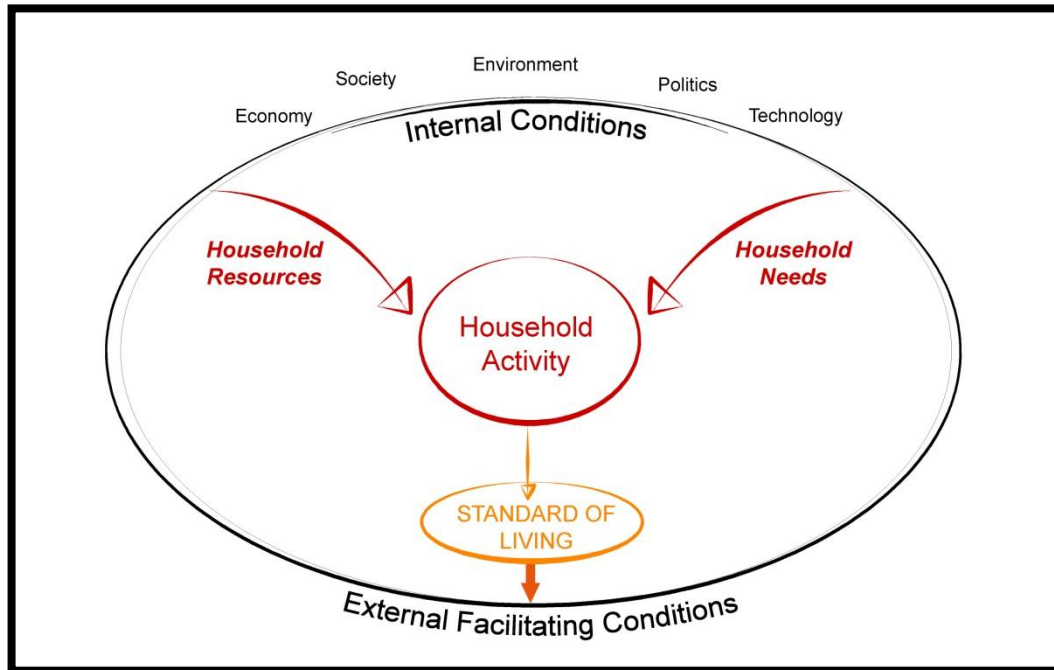 Environment
Society
Politics
Economy
Technology
Internal Conditions
Household
Resources
Household
Needs
Household
Activity
STANDARD OF
LIVING
External Facilitating Conditions